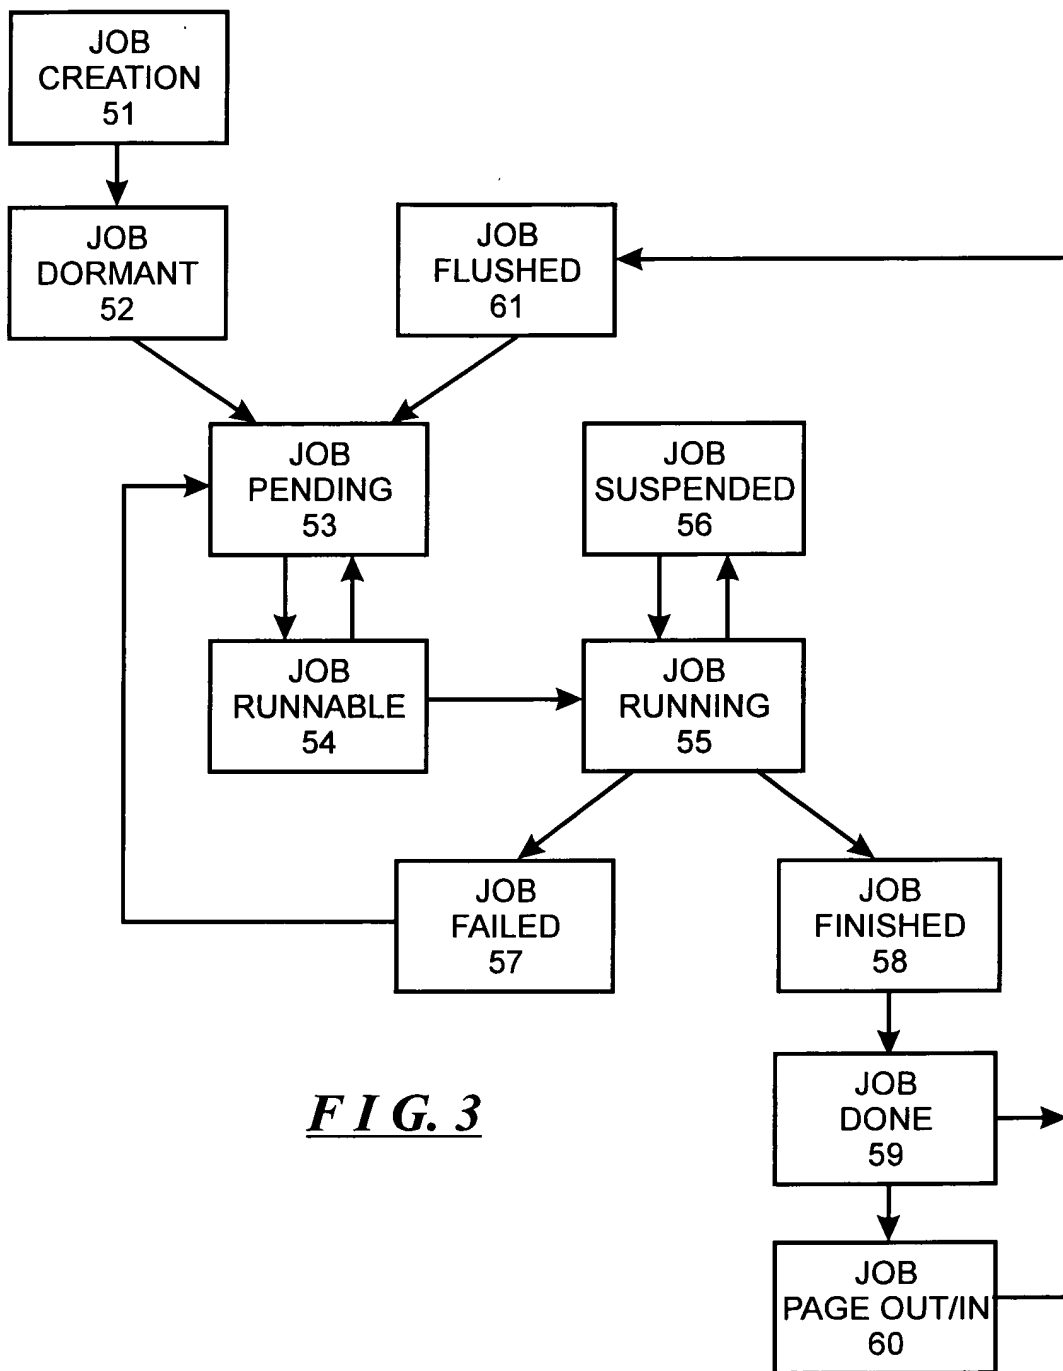 JOB
CREATION
51
JOB
DORMANT
52
JOB
FLUSHED
61
JOB
PENDING
53
JOB
SUSPENDED
56
JOB
RUNNABLE
54
JOB
RUNNING
55
JOB
FAILED
57
JOB
FINISHED
58
FIG. 3
JOB
DONE
59
JOB
PAGE OUT/IN
60